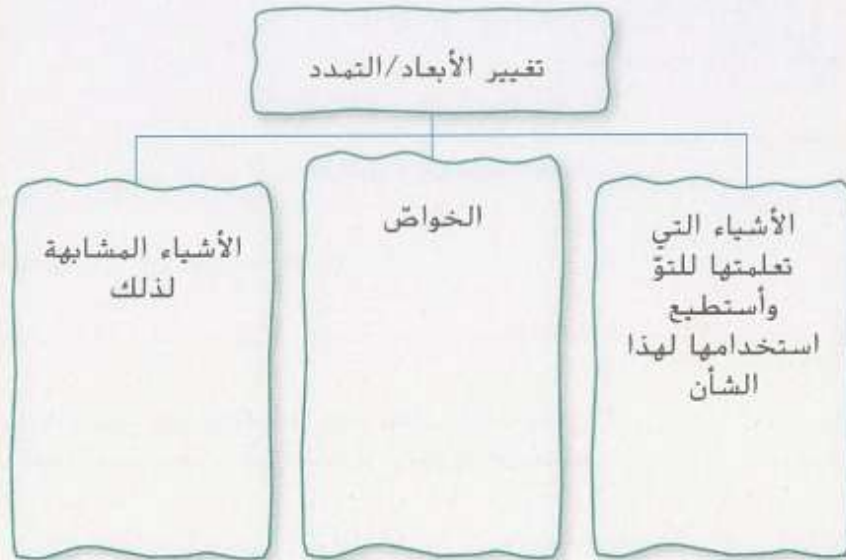 تغيير الأبعاد/التمدد
الأشياء التي
تعلمتها للتوّ
وأستطيع
استخدامها لهذا
الشأن
الخواصّ
الأشياء المشابهة
لذلك